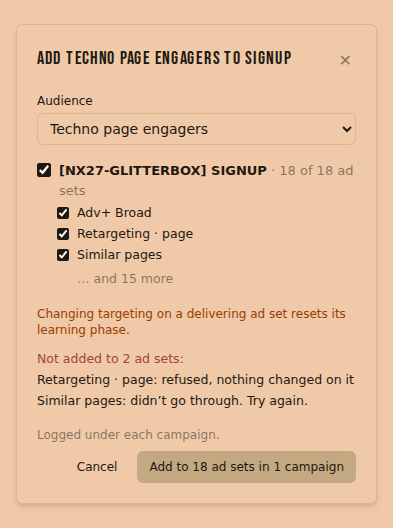 ADD TECHNO PAGE ENGAGERS TO SIGNUP
×
Audience
Techno page engagers
[NX27-GLITTERBOX] SIGNUP · 18 of 18 ad
sets
Adv+ Broad
Retargeting · page
Similar pages
… and 15 more
Changing targeting on a delivering ad set resets its
learning phase.
Not added to 2 ad sets:
Retargeting · page: refused, nothing changed on it
Similar pages: didn’t go through. Try again.
Logged under each campaign.
Cancel
Add to 18 ad sets in 1 campaign